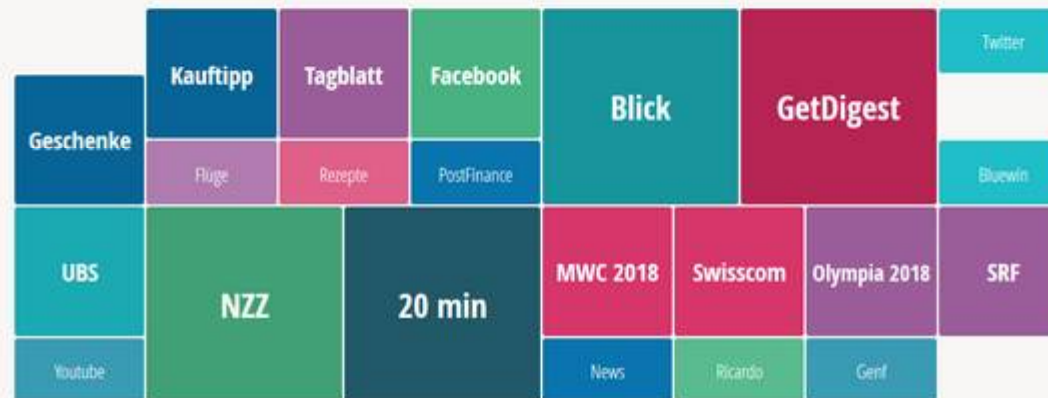 Kauftipp
Tagblatt
Facebook
Blick
GetDigest
Twitter
Geschenke
Flüge
Rezepte
PostFinance
Bluewin
UBS
NZZ
20 min
MWC 2018
Swisscom
Olympia 2018
SRF
Youtube
News
Ricardo
Genf